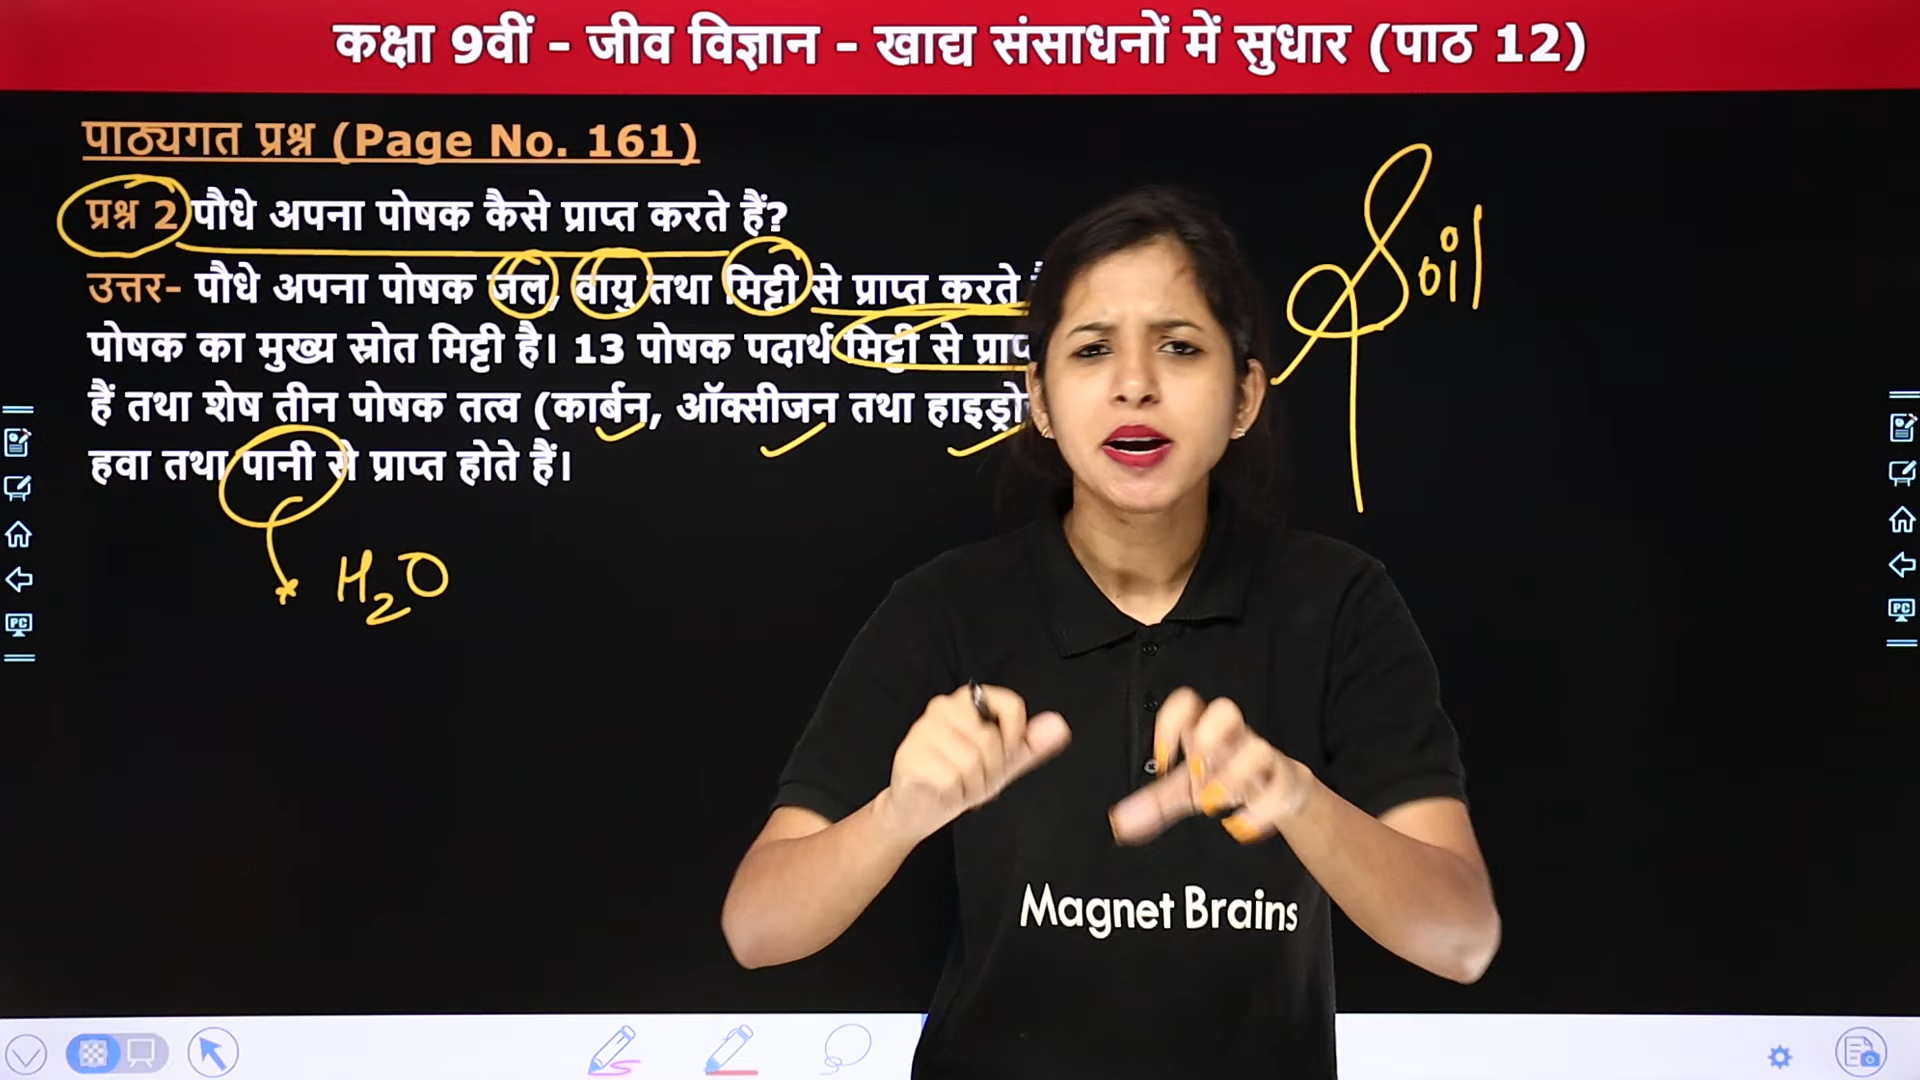 कक्षा 9वीं - जीव विज्ञान - खाद्य संसाधनों में सुधार (पाठ 12)
पाठ्यगत प्रश्न (Page No. 161)
प्रश्न 2 पौधे अपना पोषक कैसे प्राप्त करते हैं?
उत्तर- पौधे अपना पोषक जल, वायु तथा मिट्टी से प्राप्त करते
पोषक का मुख्य स्रोत मिट्टी है। 13 पोषक पदार्थ मिट्टी से
हैं तथा शेष तीन पोषक तत्व (कार्बन, ऑक्सीजन तथा
हवा तथा पानी से प्राप्त होते हैं।
H2O
Soil
Magnet Brains
PC
PC